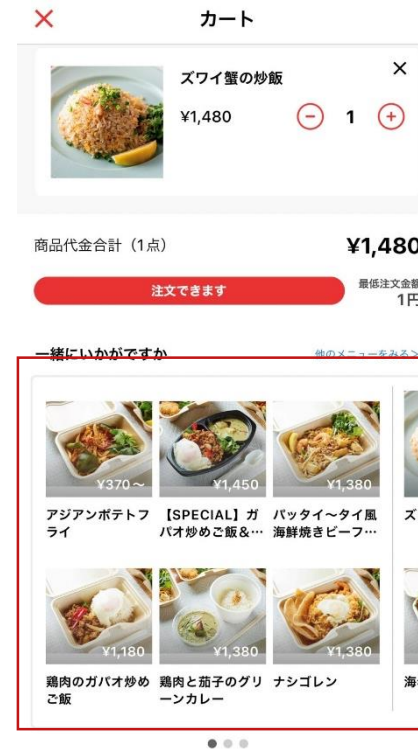 カート
ズワイ蟹の炒飯
¥1,480
1
商品代金合計（1点）
¥1,480
注文できます
最低注文金額
1円
一緒にいかがですか
他のメニューをみる＞
¥370～
¥1,450
¥1,380
アジアンポテトフ
ライ
【SPECIAL】ガ
パオ炒めご飯&…
パッタイ～タイ風
海鮮焼きビーフ…
ズ
¥1,180
¥1,380
¥1,380
鶏肉のガパオ炒め
ご飯
鶏肉と茄子のグリ
ーンカレー
ナシゴレン
海